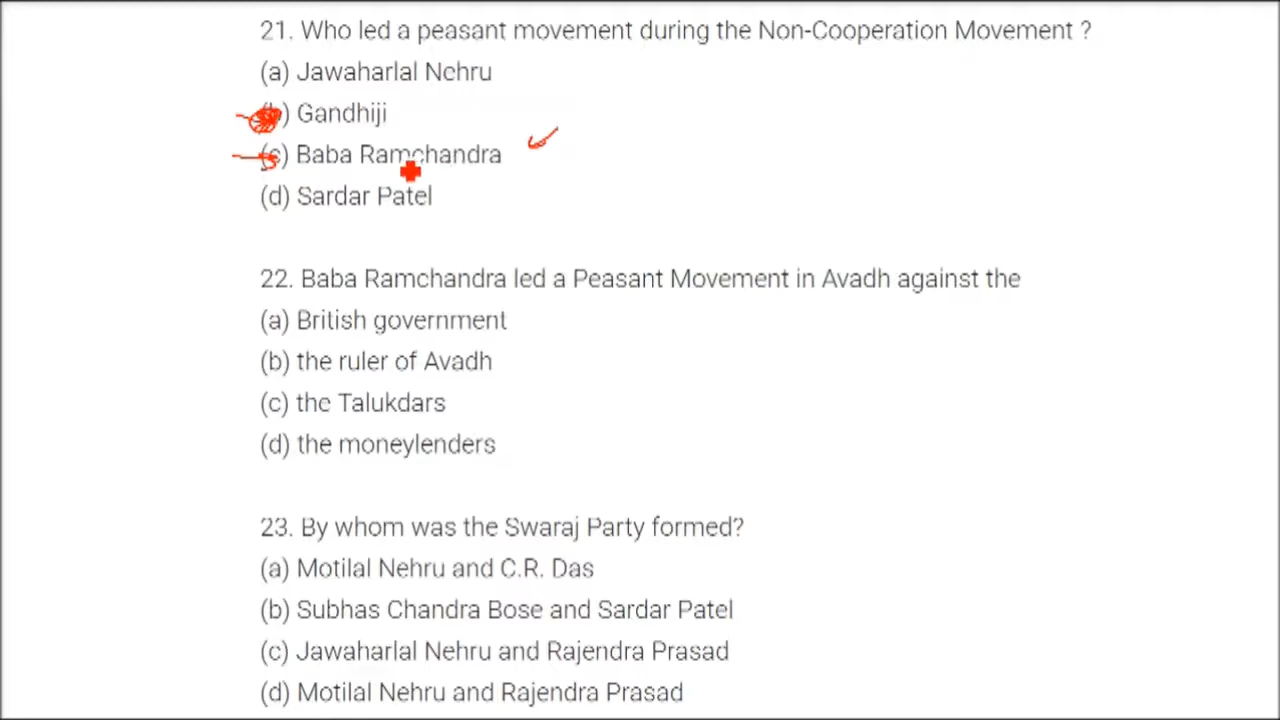 21. Who led a peasant movement during the Non-Cooperation Movement ?
(a) Jawaharlal Nehru
(b) Gandhiji
(c) Baba Ramchandra
(d) Sardar Patel
22. Baba Ramchandra led a Peasant Movement in Avadh against the
(a) British government
(b) the ruler of Avadh
(c) the Talukdars
(d) the moneylenders
23. By whom was the Swaraj Party formed?
(a) Motilal Nehru and C.R. Das
(b) Subhas Chandra Bose and Sardar Patel
(c) Jawaharlal Nehru and Rajendra Prasad
(d) Motilal Nehru and Rajendra Prasad